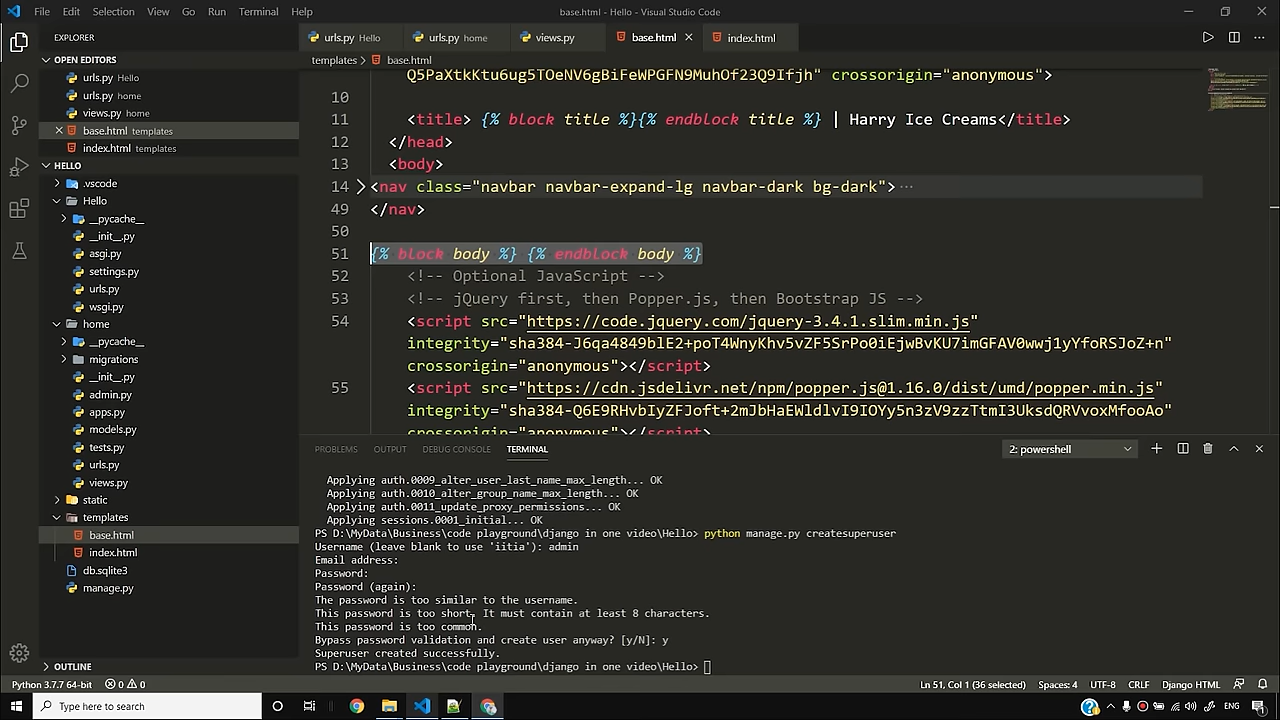 File Edit Selection View Go Run Terminal Help base.html - Hello - Visual Studio Code
EXPLORER
OPEN EDITORS
urls.py Hello
urls.py home
views.py home
base.html templates
index.html templates
HELLO
.vscode
Hello
__pycache__
__init__.py
asgi.py
settings.py
urls.py
wsgi.py
home
__pycache__
migrations
__init__.py
admin.py
apps.py
models.py
tests.py
urls.py
views.py
static
templates
base.html
index.html
db.sqlite3
manage.py
OUTLINE
urls.py Hello urls.py home views.py base.html index.html
templates > base.html
Q5PaXtkKtu6ug5TOeNV6gBiFeWPGFN9MuhOf23Q9Ifjh" crossorigin="anonymous">
10
11 <title> {% block title %}{% endblock title %} | Harry Ice Creams</title>
12 </head>
13 <body>
14 <nav class="navbar navbar-expand-lg navbar-dark bg-dark"> ···
49 </nav>
50
51 {% block body %} {% endblock body %}
52 <!-- Optional JavaScript -->
53 <!-- jQuery first, then Popper.js, then Bootstrap JS -->
54 <script src="https://code.jquery.com/jquery-3.4.1.slim.min.js"
integrity="sha384-J6qa4849blE2+poT4WnyKhv5vZF5SrPo0iEjwBvKU7imGFAV0wwj1yYfoRSJoZ+n"
crossorigin="anonymous"></script>
55 <script src="https://cdn.jsdelivr.net/npm/popper.js@1.16.0/dist/umd/popper.min.js"
integrity="sha384-Q6E9RHvbIyZFJoft+2mJbHaEWldlvI9IOYy5n3zV9zzTtmI3UksdQRVvoxMfooAo"
crossorigin="anonymous"></script>
PROBLEMS OUTPUT DEBUG CONSOLE TERMINAL 2: powershell
Applying auth.0009_alter_user_last_name_max_length... OK
Applying auth.0010_alter_group_name_max_length... OK
Applying auth.0011_update_proxy_permissions... OK
Applying sessions.0001_initial... OK
PS D:\MyData\Business\code playground\django in one video\Hello> python manage.py createsuperuser
Username (leave blank to use 'iitia'): admin
Email address:
Password:
Password (again):
The password is too similar to the username.
This password is too short. It must contain at least 8 characters.
This password is too common.
Bypass password validation and create user anyway? [y/N]: y
Superuser created successfully.
PS D:\MyData\Business\code playground\django in one video\Hello>
Python 3.7.7 64-bit 0 0 Ln 51, Col 1 (36 selected) Spaces: 4 UTF-8 CRLF Django HTML
Type here to search ENG